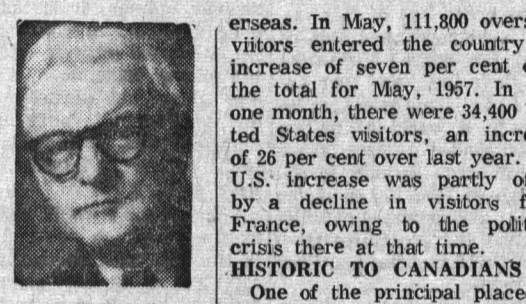 erseas. In May, 111,800 overs
viitors entered the country
increase of seven per cent
the total for May, 1957. In
one month, there were 34,400
ted States visitors, an incre
of 26 per cent over last year.
U.S. increase was partly of
by a decline in visitors f
France, owing to the polit
crisis there at that time.
HISTORIC TO CANADIANS
One of the principal place